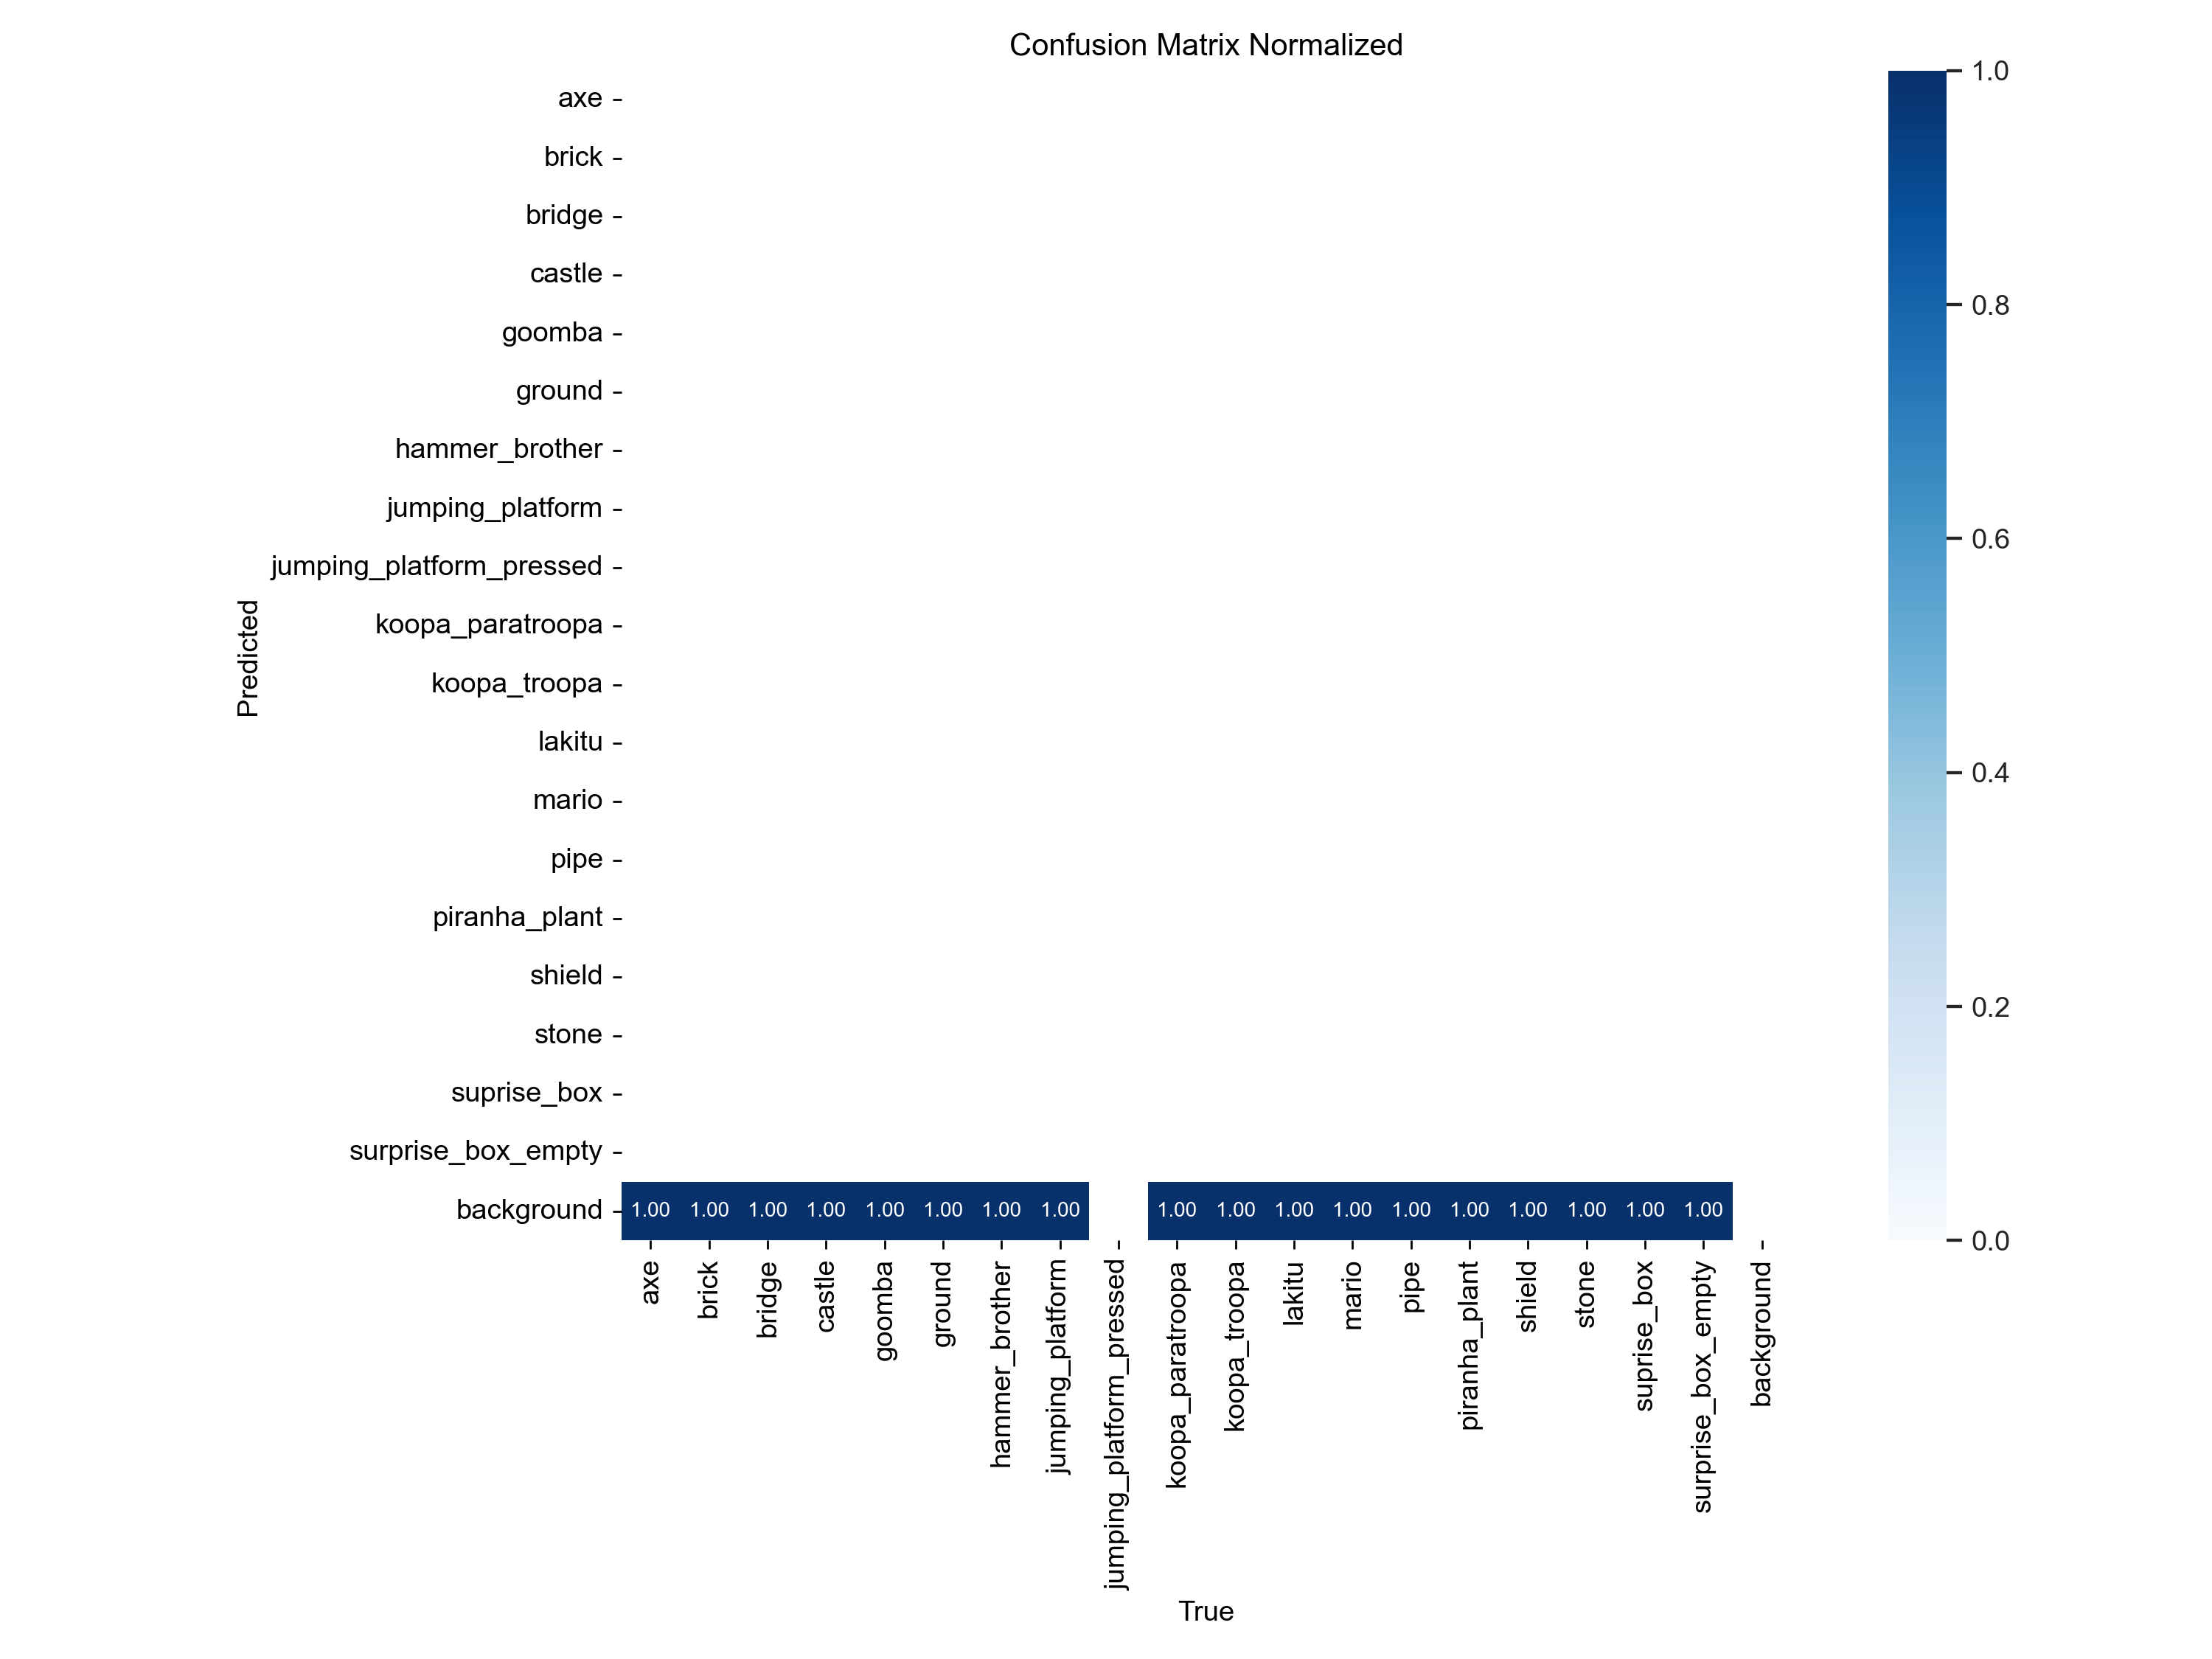 Confusion Matrix Normalized
axe
brick
bridge
castle
goomba
ground
hammer_brother
jumping_platform
jumping_platform_pressed
koopa_paratroopa
koopa_troopa
lakitu
mario
pipe
piranha_plant
shield
stone
suprise_box
surprise_box_empty
background
Predicted
1.00 1.00 1.00 1.00 1.00 1.00 1.00 1.00 1.00 1.00 1.00 1.00 1.00 1.00 1.00 1.00 1.00 1.00
axe
brick
bridge
castle
goomba
ground
hammer_brother
jumping_platform
jumping_platform_pressed
koopa_paratroopa
koopa_troopa
lakitu
mario
pipe
piranha_plant
shield
stone
suprise_box
surprise_box_empty
background
True
1.0
0.8
0.6
0.4
0.2
0.0